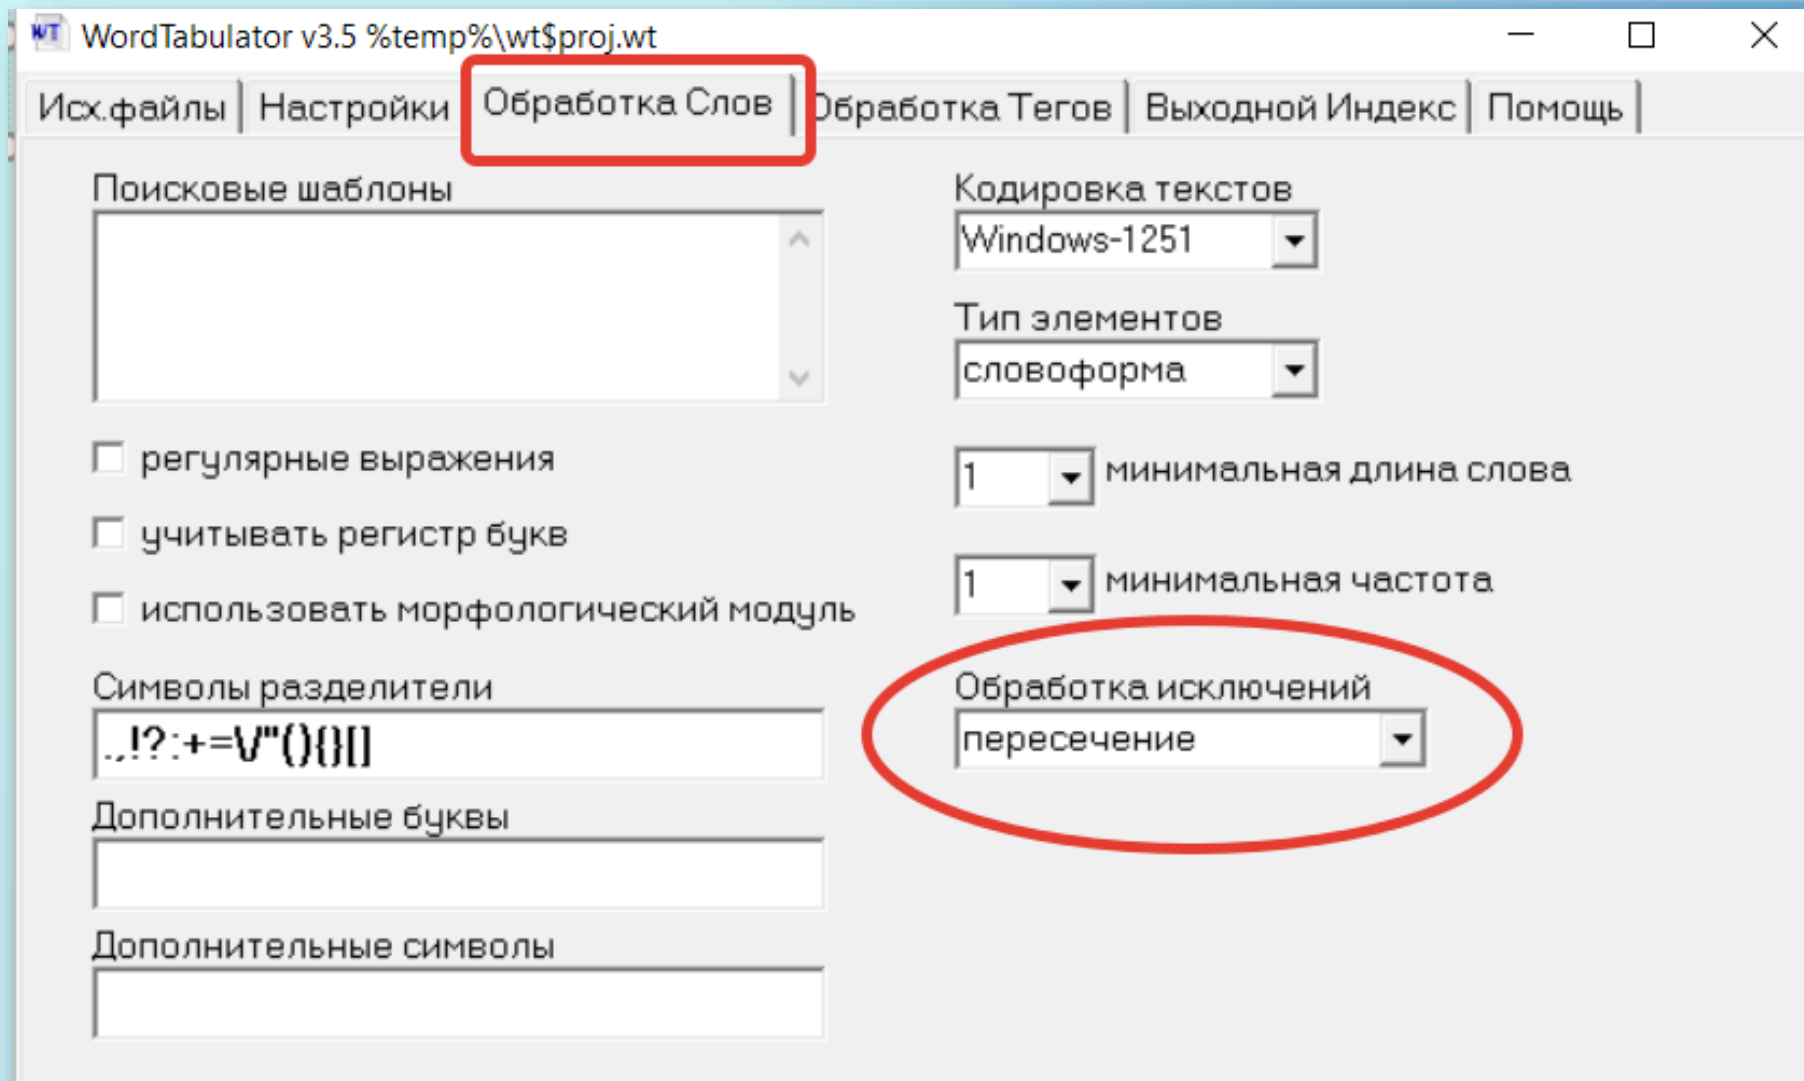 WT WordTabulator v3.5 %temp%\wt$proj.wt
Исх.файлы Настройки Обработка Слов Обработка Тегов Выходной Индекс Помощь
Поисковые шаблоны
Кодировка текстов
Windows-1251
Тип элементов
словоформа
регулярные выражения
1 минимальная длина слова
учитывать регистр букв
1 минимальная частота
использовать морфологический модуль
Символы разделители
Обработка исключений
.,!?:+=\/"(){}[]
пересечение
Дополнительные буквы
Дополнительные символы